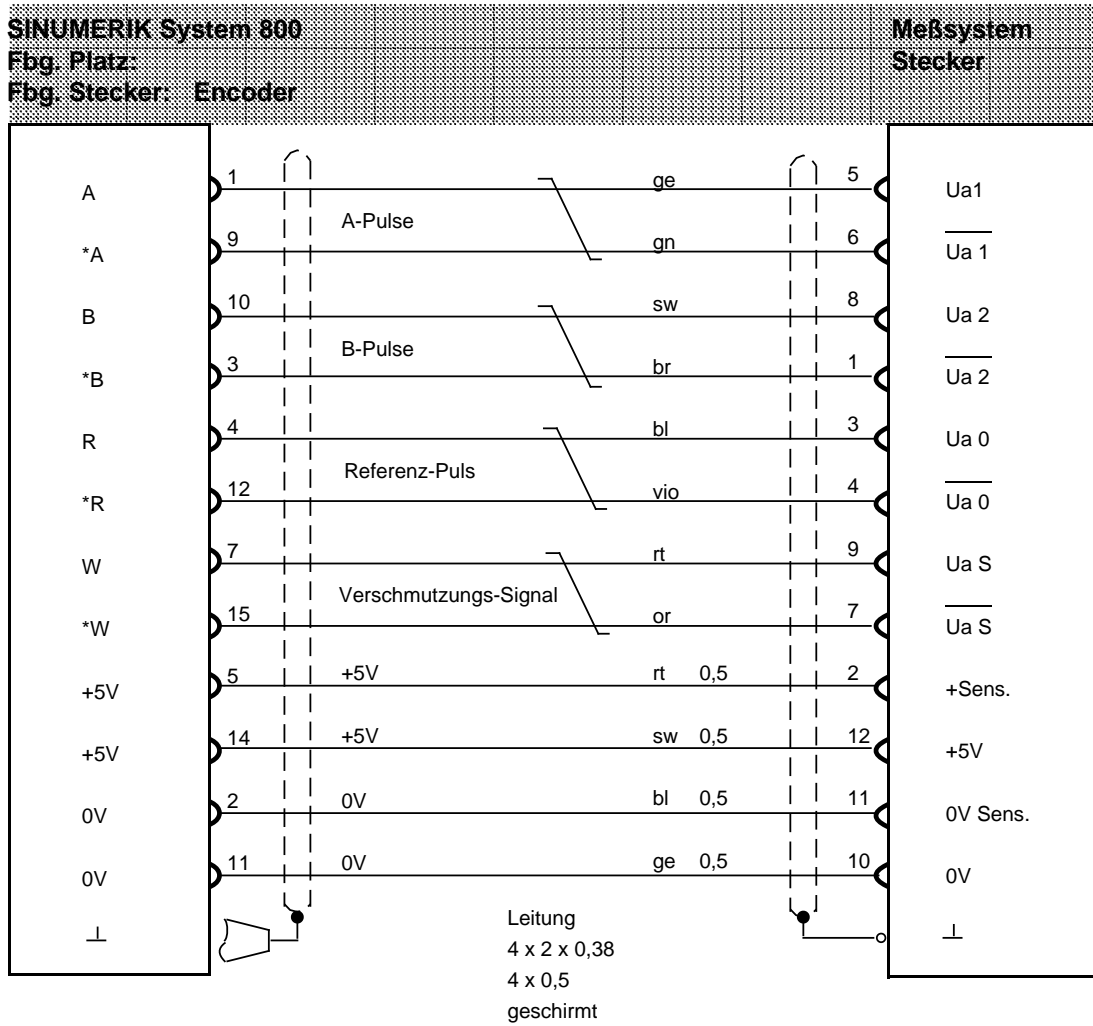 SINUMERIK System 800
Fbg. Platz:
Fbg. Stecker: Encoder
Meßsystem
Stecker
A 1 ge 5 Ua1
A-Pulse
*A 9 gn 6 Ua 1
B 10 sw 8 Ua 2
B-Pulse
*B 3 br 1 Ua 2
R 4 bl 3 Ua 0
Referenz-Puls
*R 12 vio 4 Ua 0
W 7 rt 9 Ua S
Verschmutzungs-Signal
*W 15 or 7 Ua S
+5V 5 +5V rt 0,5 2 +Sens.
+5V 14 +5V sw 0,5 12 +5V
0V 2 0V bl 0,5 11 0V Sens.
0V 11 0V ge 0,5 10 0V
Leitung
4 x 2 x 0,38
4 x 0,5
geschirmt